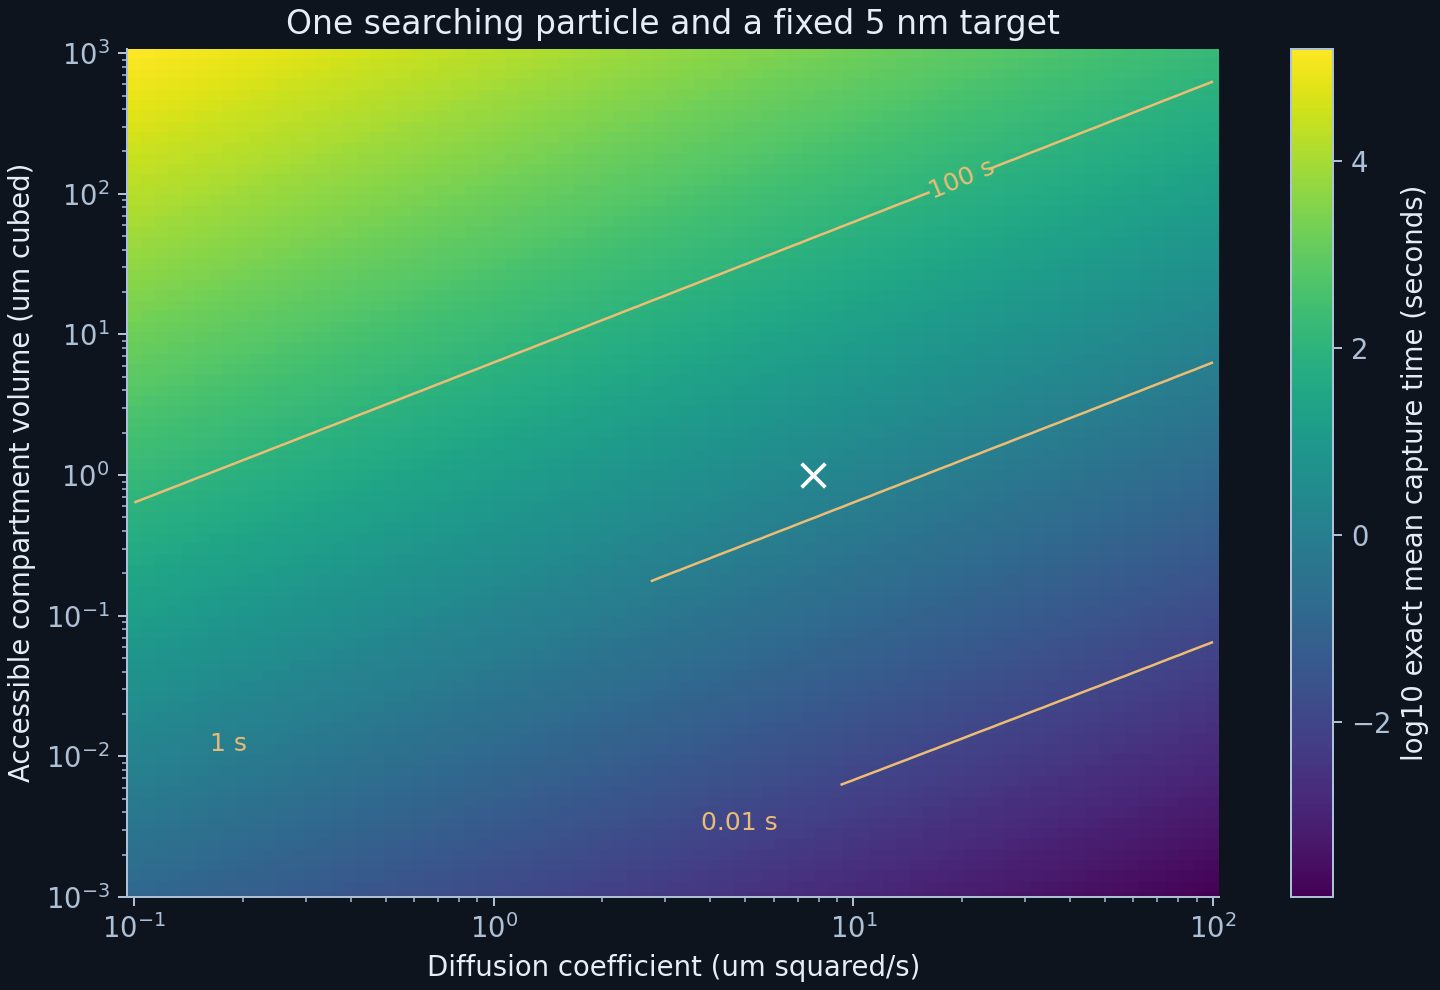 One searching particle and a fixed 5 nm target
Accessible compartment volume (um cubed)
10³
10²
10¹
10⁰
10⁻¹
10⁻²
10⁻³
100 s
1 s
0.01 s
10⁻¹
10⁰
10¹
10²
Diffusion coefficient (um squared/s)
4
2
0
−2
log10 exact mean capture time (seconds)